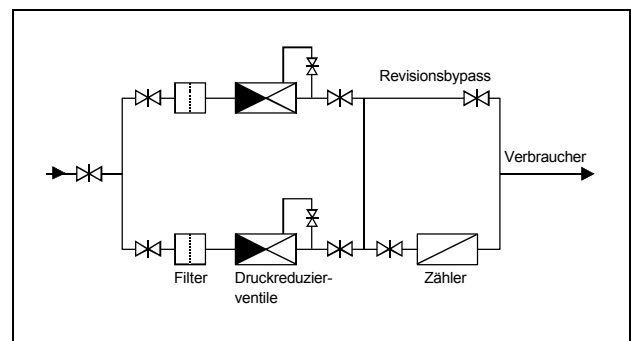 Revisionsbypass
Verbraucher
Filter
Druckreduzier-
ventile
Zähler